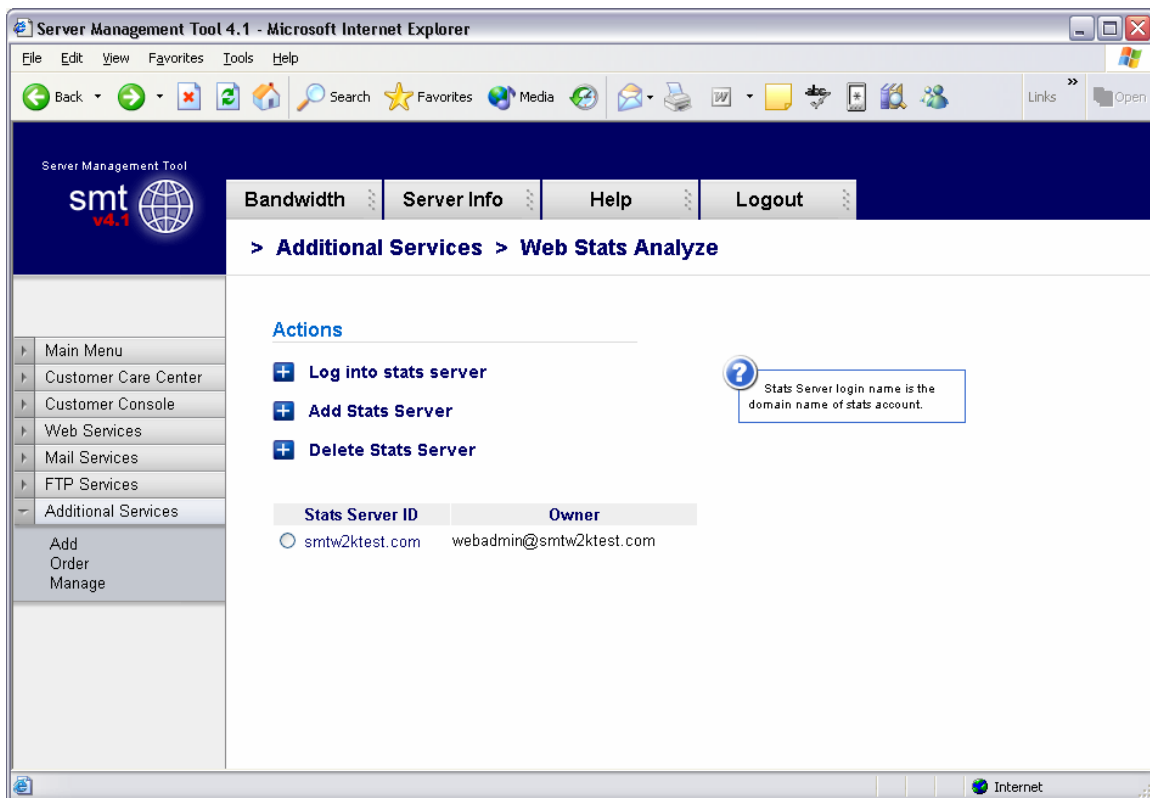 Server Management Tool 4.1 - Microsoft Internet Explorer
File Edit View Favorites Tools Help
Back Search Favorites Media Links » Open
Server Management Tool
smt
v4.1
Bandwidth Server Info Help Logout
> Additional Services > Web Stats Analyze
Actions
Main Menu
Customer Care Center
Customer Console
Web Services
Mail Services
FTP Services
Additional Services
Add
Order
Manage
Log into stats server
Add Stats Server
Delete Stats Server
Stats Server login name is the
domain name of stats account.
Stats Server ID Owner
smtw2ktest.com webadmin@smtw2ktest.com
Internet